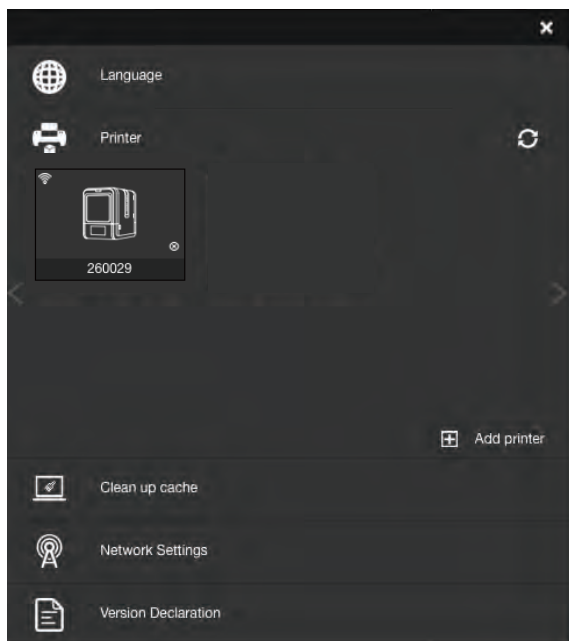 Language
Printer
260029
Add printer
Clean up cache
Network Settings
Version Declaration